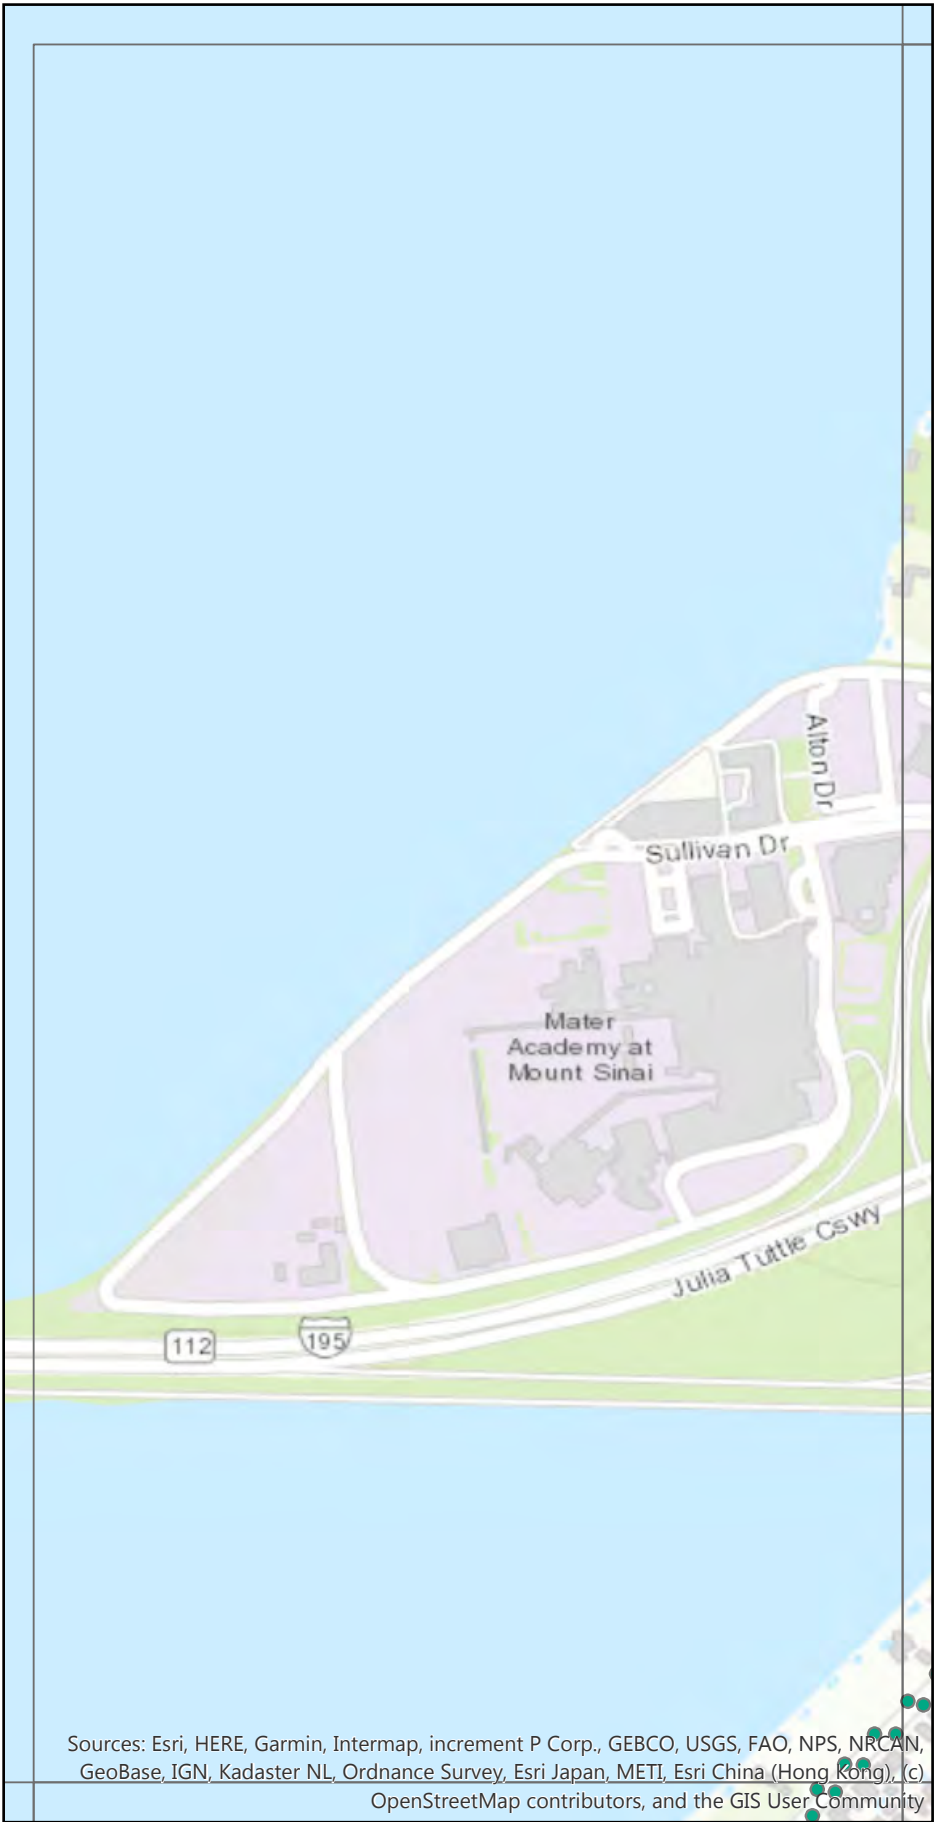 Alton Dr
Sullivan Dr
Mater
Academy at
Mount Sinai
Julia Tuttle Cswy
112
195
Sources: Esri, HERE, Garmin, Intermap, increment P Corp., GEBCO, USGS, FAO, NPS, NRCAN,
GeoBase, IGN, Kadaster NL, Ordnance Survey, Esri Japan, METI, Esri China (Hong Kong), (c)
OpenStreetMap contributors, and the GIS User Community